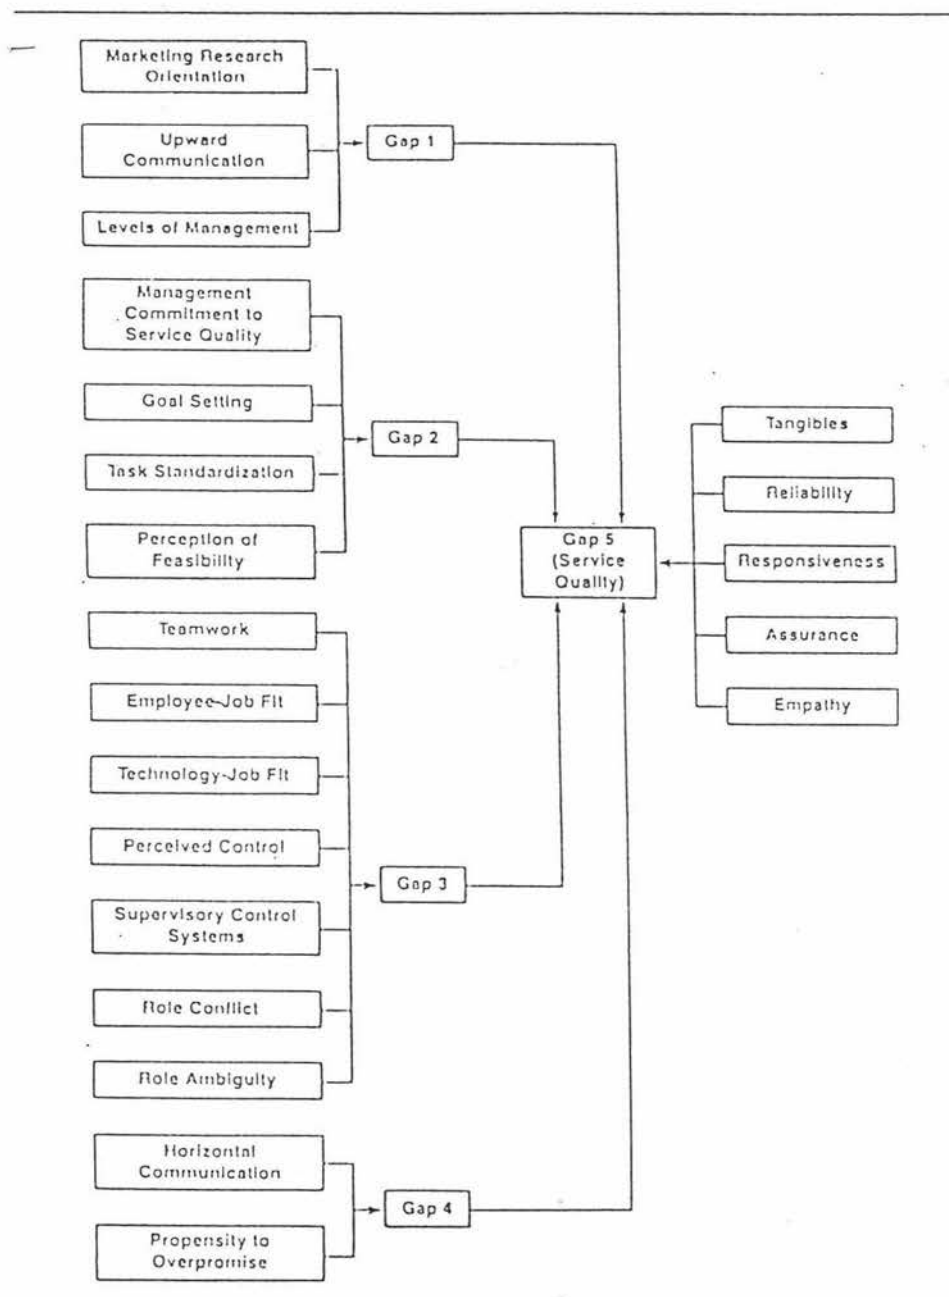 Marketing Research
Orientation
Upward
Communication
Levels of Management
Gap 1
Management
Commitment to
Service Quality
Goal Setting
Task Standardization
Perception of
Feasibility
Gap 2
Teamwork
Employee-Job Fit
Technology-Job Fit
Perceived Control
Supervisory Control
Systems
Role Conflict
Role Ambiguity
Gap 3
Horizontal
Communication
Propensity to
Overpromise
Gap 4
Gap 5
(Service
Quality)
Tangibles
Reliability
Responsiveness
Assurance
Empathy